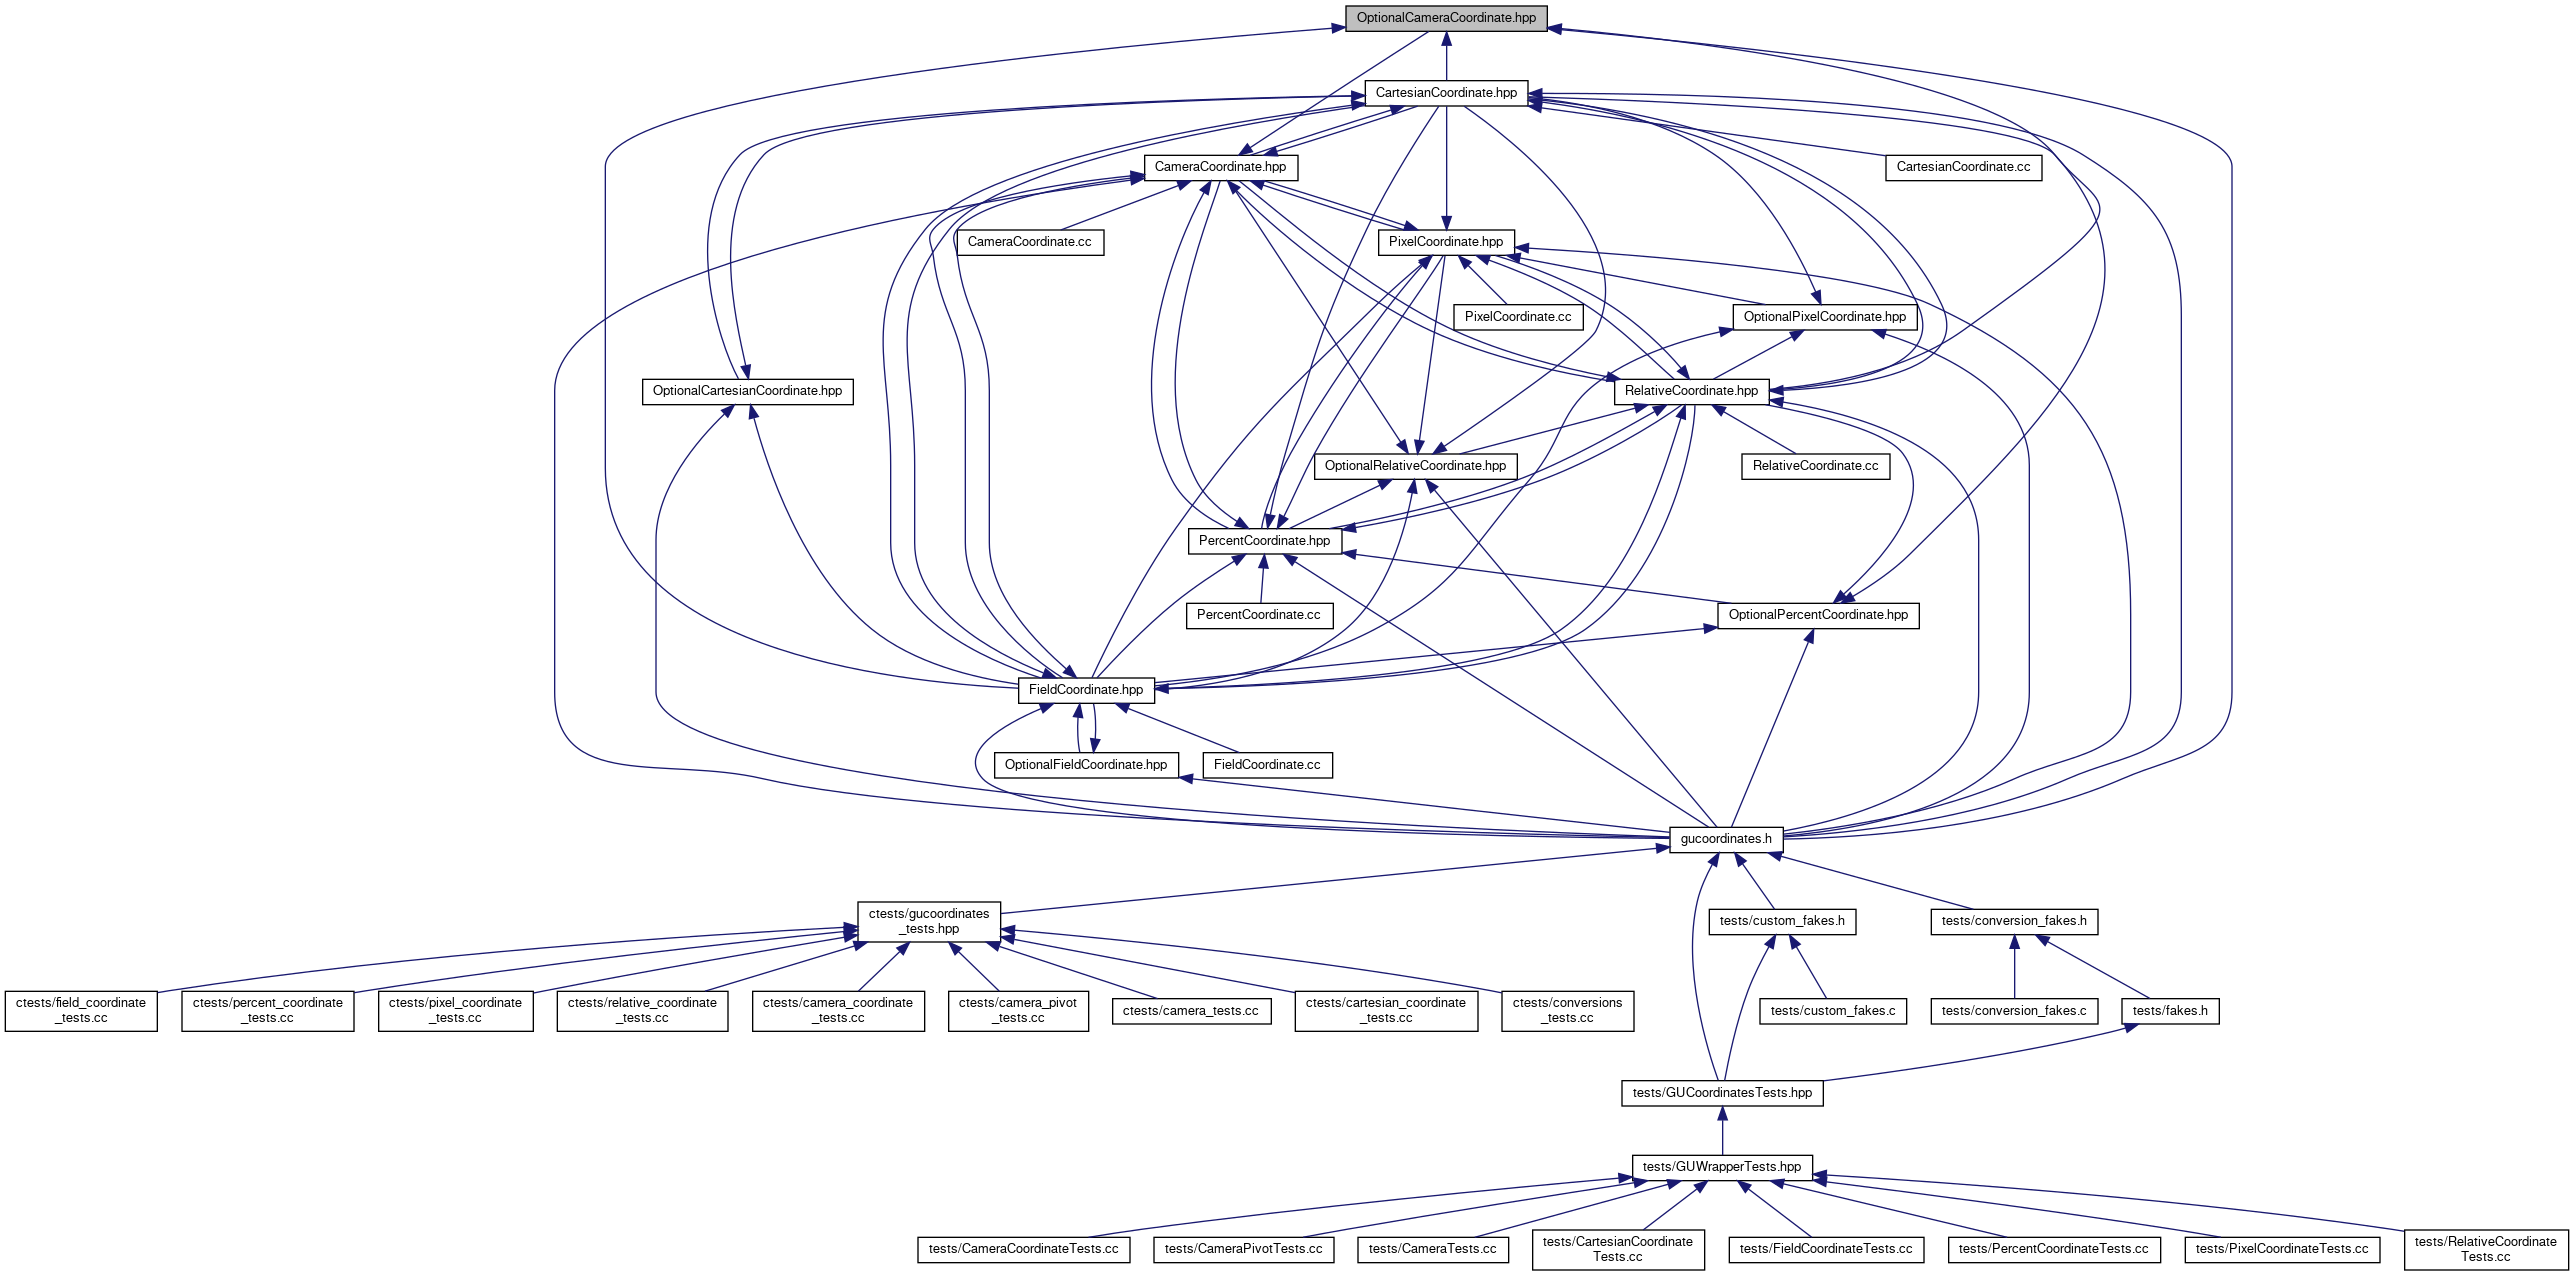 OptionalCameraCoordinate.hpp
CartesianCoordinate.hpp
CameraCoordinate.hpp
CartesianCoordinate.cc
CameraCoordinate.cc
PixelCoordinate.hpp
PixelCoordinate.cc
OptionalPixelCoordinate.hpp
OptionalCartesianCoordinate.hpp
RelativeCoordinate.hpp
OptionalRelativeCoordinate.hpp
RelativeCoordinate.cc
PercentCoordinate.hpp
PercentCoordinate.cc
OptionalPercentCoordinate.hpp
FieldCoordinate.hpp
OptionalFieldCoordinate.hpp
FieldCoordinate.cc
gucoordinates.h
ctests/gucoordinates
_tests.hpp
tests/custom_fakes.h
tests/conversion_fakes.h
ctests/field_coordinate
_tests.cc
ctests/percent_coordinate
_tests.cc
ctests/pixel_coordinate
_tests.cc
ctests/relative_coordinate
_tests.cc
ctests/camera_coordinate
_tests.cc
ctests/camera_pivot
_tests.cc
ctests/camera_tests.cc
ctests/cartesian_coordinate
_tests.cc
ctests/conversions
_tests.cc
tests/custom_fakes.c
tests/conversion_fakes.c
tests/fakes.h
tests/GUCoordinatesTests.hpp
tests/GUWrapperTests.hpp
tests/CameraCoordinateTests.cc
tests/CameraPivotTests.cc
tests/CameraTests.cc
tests/CartesianCoordinate
Tests.cc
tests/FieldCoordinateTests.cc
tests/PercentCoordinateTests.cc
tests/PixelCoordinateTests.cc
tests/RelativeCoordinate
Tests.cc